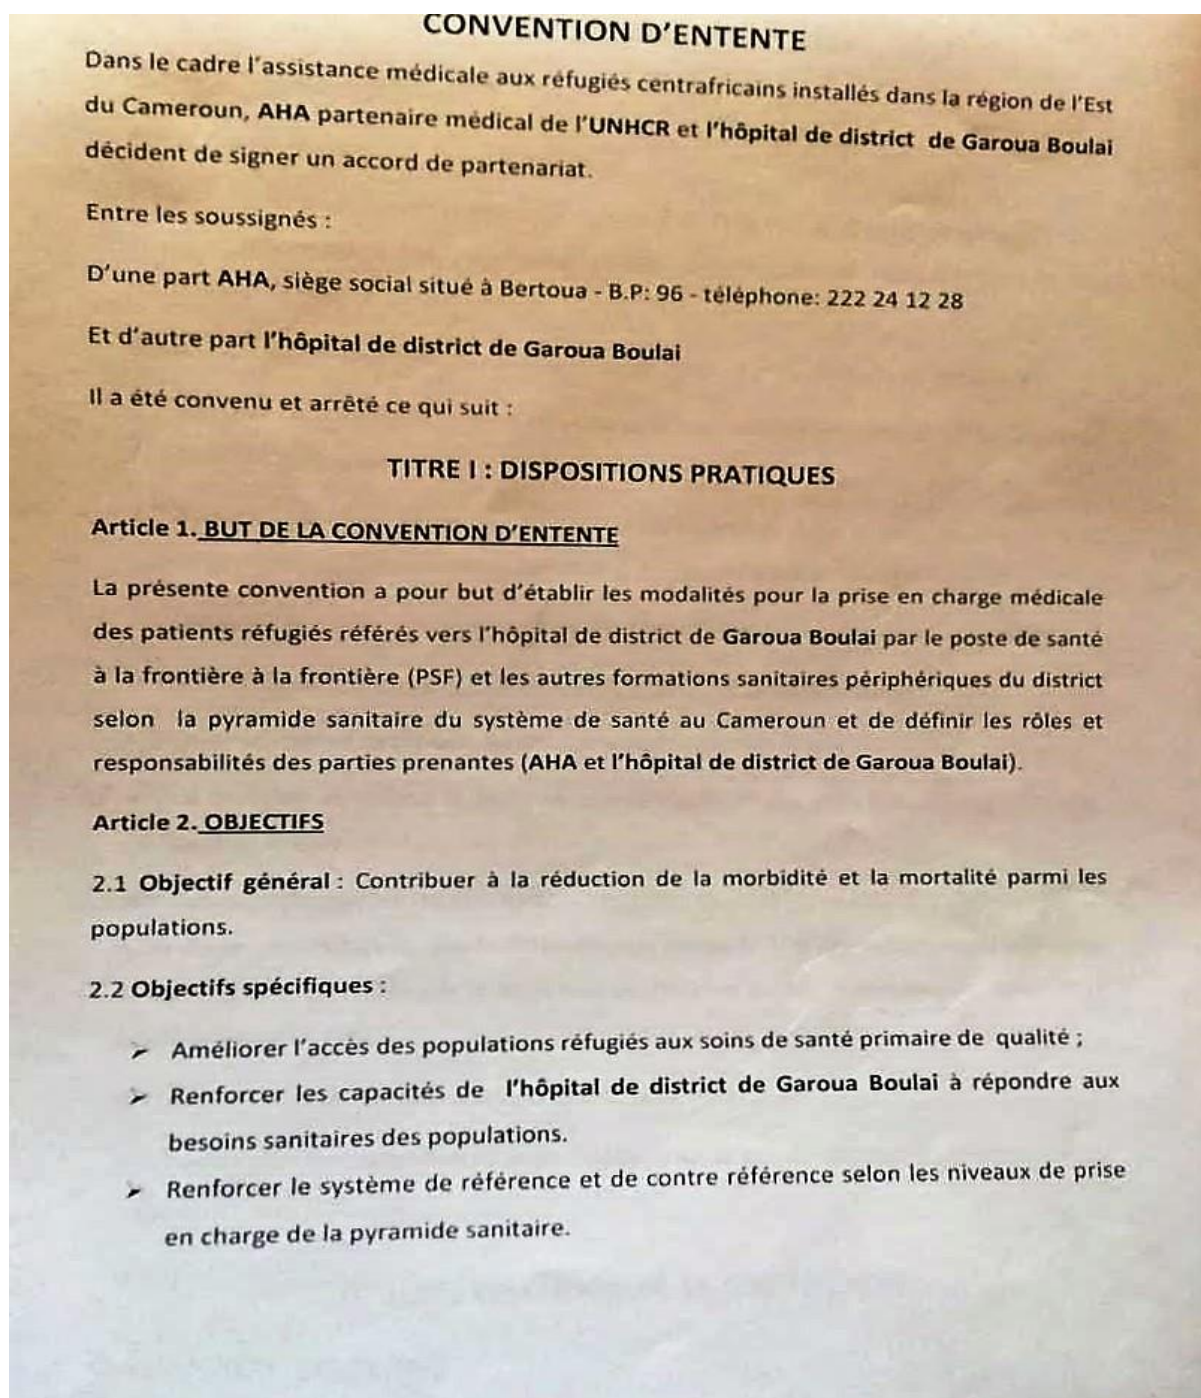 CONVENTION D'ENTENTE
Dans le cadre l'assistance médicale aux réfugiés centrafricains installés dans la région de l'Est
du Cameroun, AHA partenaire médical de l'UNHCR et l'hôpital de district de Garoua Boulai
décident de signer un accord de partenariat.
Entre les soussignés :
D'une part AHA, siège social situé à Bertoua - B.P: 96 - téléphone: 222 24 12 28
Et d'autre part l'hôpital de district de Garoua Boulai
Il a été convenu et arrêté ce qui suit :
TITRE I : DISPOSITIONS PRATIQUES
Article 1. BUT DE LA CONVENTION D'ENTENTE
La présente convention a pour but d'établir les modalités pour la prise en charge médicale
des patients réfugiés référés vers l'hôpital de district de Garoua Boulai par le poste de santé
à la frontière à la frontière (PSF) et les autres formations sanitaires périphériques du district
selon la pyramide sanitaire du système de santé au Cameroun et de définir les rôles et
responsabilités des parties prenantes (AHA et l'hôpital de district de Garoua Boulai).
Article 2. OBJECTIFS
2.1 Objectif général : Contribuer à la réduction de la morbidité et la mortalité parmi les
populations.
2.2 Objectifs spécifiques :
➤ Améliorer l'accès des populations réfugiés aux soins de santé primaire de qualité ;
➤ Renforcer les capacités de l'hôpital de district de Garoua Boulai à répondre aux
besoins sanitaires des populations.
➤ Renforcer le système de référence et de contre référence selon les niveaux de prise
en charge de la pyramide sanitaire.